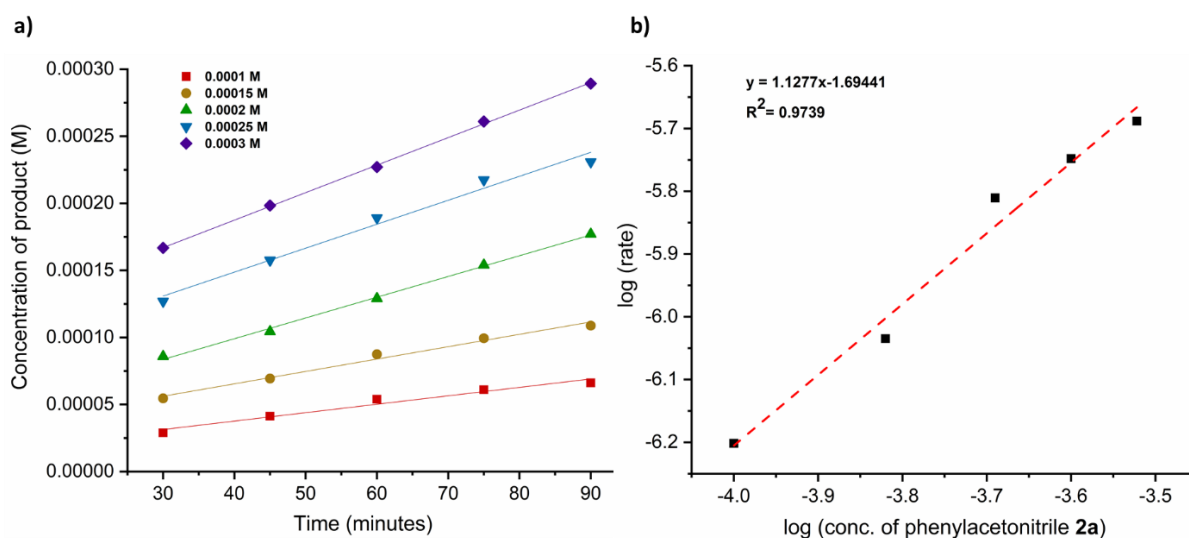 a)
0.00030
0.00025
0.00020
0.00015
0.00010
0.00005
0.00000
Concentration of product (M)
0.0001 M
0.00015 M
0.0002 M
0.00025 M
0.0003 M
30 40 50 60 70 80 90
Time (minutes)
b)
-5.6
-5.7
-5.8
-5.9
-6.0
-6.1
-6.2
log (rate)
y = 1.1277x-1.69441
R2= 0.9739
-4.0 -3.9 -3.8 -3.7 -3.6 -3.5
log (conc. of phenylacetonitrile 2a)